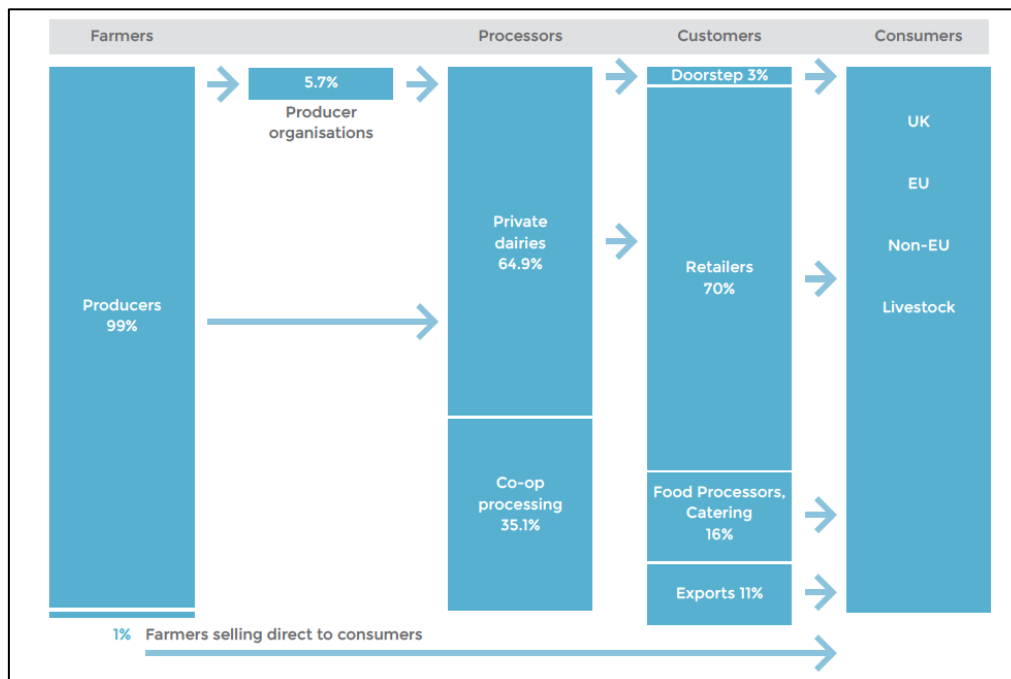 Farmers
Processors
Customers
Consumers
Producers
99%
5.7%
Producer
organisations
Private
dairies
64.9%
Co-op
processing
35.1%
Doorstep 3%
Retailers
70%
Food Processors,
Catering
16%
Exports 11%
UK
EU
Non-EU
Livestock
1% Farmers selling direct to consumers